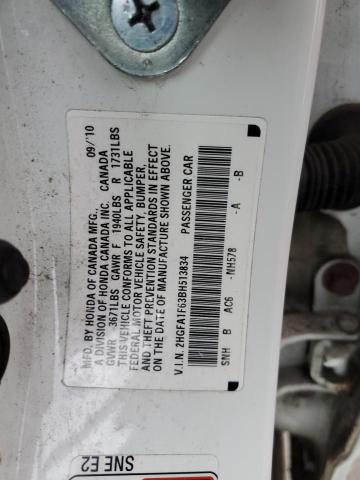 MFD. BY HONDA OF CANADA MFG., 09/'10
A DIVISION OF HONDA CANADA INC. CANADA
GVWR 3671LBS GAWR F 1940LBS R 1731LBS
THIS VEHICLE CONFORMS TO ALL APPLICABLE
FEDERAL MOTOR VEHICLE SAFETY, BUMPER,
AND THEFT PREVENTION STANDARDS IN EFFECT
ON THE DATE OF MANUFACTURE SHOWN ABOVE.
V.I.N. 2HGFA1F63BH513834 PASSENGER CAR
SNH B AC6 -NH578 -A -B
SNE E2